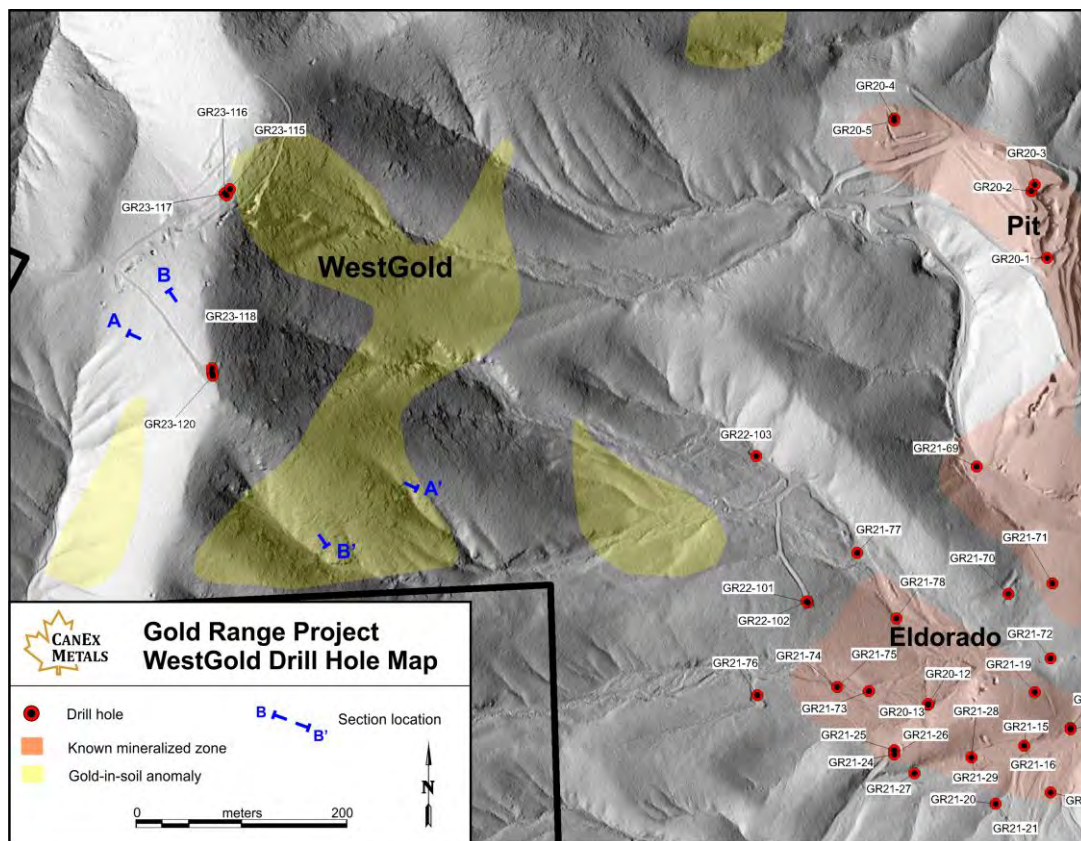 GR20-4
GR23-116
GR23-115
GR20-5
GR20-3
GR20-2
GR23-117
Pit
WestGold
GR20-1
B
A
GR23-118
GR23-120
GR22-103
GR21-69
A'
B'
GR21-77
GR21-71
GR21-70
GR21-78
GR22-101
GR22-102
Eldorado
GR21-72
GR21-74
GR21-75
GR21-76
GR21-19
GR20-12
GR21-73
GR20-13
GR21-28
GR21-15
GR21-25
GR21-26
GR21-24
GR21-16
GR21-29
GR21-27
GR21-20
GR21-21
CANEX
METALS
Gold Range Project
WestGold Drill Hole Map
Drill hole
B
B'
Section location
Known mineralized zone
Gold-in-soil anomaly
N
0 meters 200